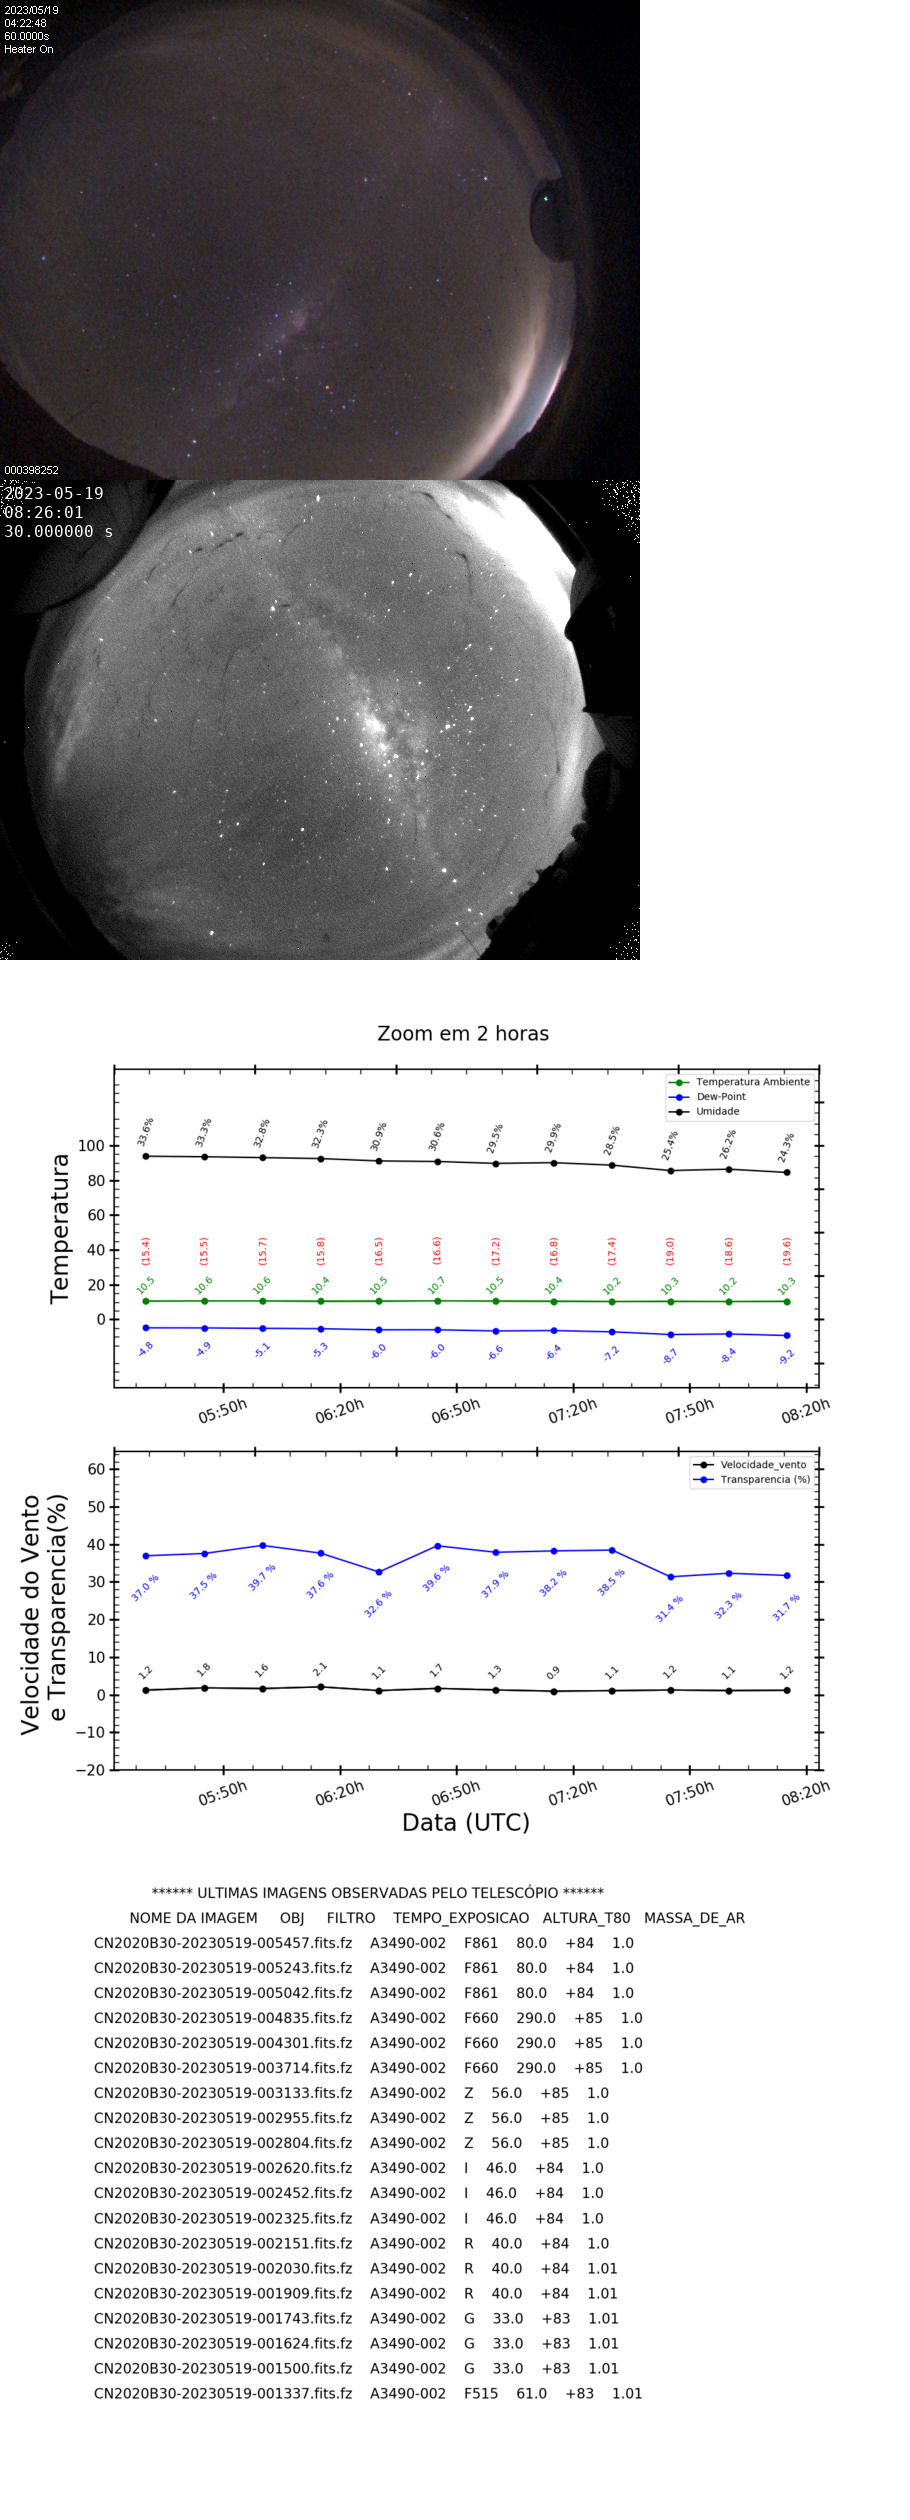 2023/05/19
04:22:48
60.0000s
Heater On
000398252
2023-05-19
08:26:01
30.000000 s
Zoom em 2 horas
Temperatura Ambiente
Dew-Point
Umidade
33.6% 33.3% 32.8% 32.3% 30.9% 30.6% 29.5% 29.9% 28.5% 25.4% 26.2% 24.3%
100
80
60
40
20
0
Temperatura
(15.4) (15.5) (15.7) (15.8) (16.5) (16.6) (17.2) (16.8) (17.4) (19.0) (18.6) (19.6)
10.5 10.6 10.6 10.4 10.5 10.7 10.5 10.4 10.2 10.3 10.2 10.3
-4.8 -4.9 -5.1 -5.3 -6.0 -6.0 -6.6 -6.4 -7.2 -8.7 -8.4 -9.2
05:50h 06:20h 06:50h 07:20h 07:50h 08:20h
Velocidade_vento
Transparencia (%)
60
50
40
30
20
10
0
−10
−20
Velocidade do Vento
e Transparencia(%)
37.0 % 37.5 % 39.7 % 37.6 % 32.6 % 39.6 % 37.9 % 38.2 % 38.5 % 31.4 % 32.3 % 31.7 %
1.2 1.8 1.6 2.1 1.1 1.7 1.3 0.9 1.1 1.2 1.1 1.2
05:50h 06:20h 06:50h 07:20h 07:50h 08:20h
Data (UTC)
****** ULTIMAS IMAGENS OBSERVADAS PELO TELESCÓPIO ******
NOME DA IMAGEM OBJ FILTRO TEMPO_EXPOSICAO ALTURA_T80 MASSA_DE_AR
CN2020B30-20230519-005457.fits.fz A3490-002 F861 80.0 +84 1.0
CN2020B30-20230519-005243.fits.fz A3490-002 F861 80.0 +84 1.0
CN2020B30-20230519-005042.fits.fz A3490-002 F861 80.0 +84 1.0
CN2020B30-20230519-004835.fits.fz A3490-002 F660 290.0 +85 1.0
CN2020B30-20230519-004301.fits.fz A3490-002 F660 290.0 +85 1.0
CN2020B30-20230519-003714.fits.fz A3490-002 F660 290.0 +85 1.0
CN2020B30-20230519-003133.fits.fz A3490-002 Z 56.0 +85 1.0
CN2020B30-20230519-002955.fits.fz A3490-002 Z 56.0 +85 1.0
CN2020B30-20230519-002804.fits.fz A3490-002 Z 56.0 +85 1.0
CN2020B30-20230519-002620.fits.fz A3490-002 I 46.0 +84 1.0
CN2020B30-20230519-002452.fits.fz A3490-002 I 46.0 +84 1.0
CN2020B30-20230519-002325.fits.fz A3490-002 I 46.0 +84 1.0
CN2020B30-20230519-002151.fits.fz A3490-002 R 40.0 +84 1.0
CN2020B30-20230519-002030.fits.fz A3490-002 R 40.0 +84 1.01
CN2020B30-20230519-001909.fits.fz A3490-002 R 40.0 +84 1.01
CN2020B30-20230519-001743.fits.fz A3490-002 G 33.0 +83 1.01
CN2020B30-20230519-001624.fits.fz A3490-002 G 33.0 +83 1.01
CN2020B30-20230519-001500.fits.fz A3490-002 G 33.0 +83 1.01
CN2020B30-20230519-001337.fits.fz A3490-002 F515 61.0 +83 1.01